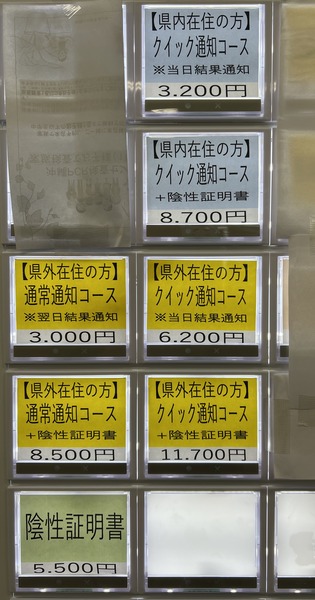 【県内在住の方】
クイック通知コース
※当日結果通知
3.200円
【県内在住の方】
クイック通知コース
+陰性証明書
8.700円
【県外在住の方】
通常通知コース
※翌日結果通知
3.000円
【県外在住の方】
クイック通知コース
※当日結果通知
6.200円
【県外在住の方】
通常通知コース
+陰性証明書
8.500円
【県外在住の方】
クイック通知コース
+陰性証明書
11.700円
陰性証明書
5.500円